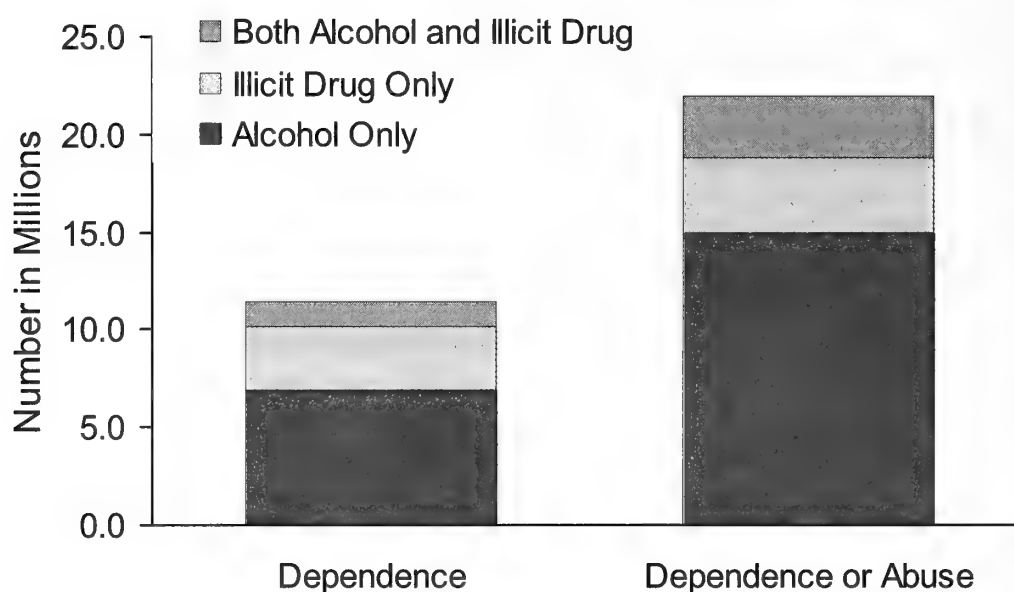 25.0
20.0
15.0
10.0
5.0
0.0
Number in Millions
Both Alcohol and Illicit Drug
Illicit Drug Only
Alcohol Only
Dependence
Dependence or Abuse